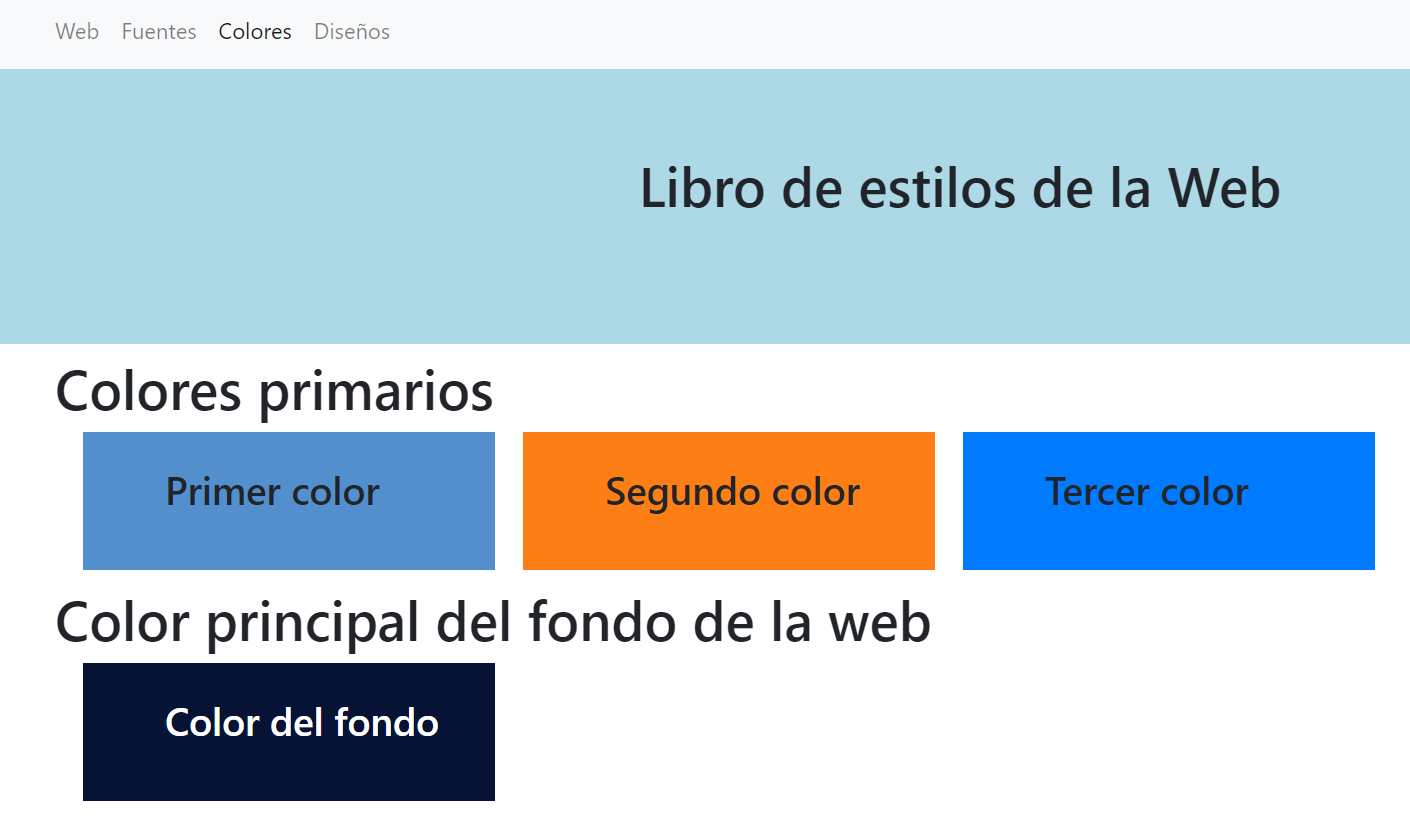 Web Fuentes Colores Diseños
Libro de estilos de la Web
Colores primarios
Primer color Segundo color Tercer color
Color principal del fondo de la web
Color del fondo